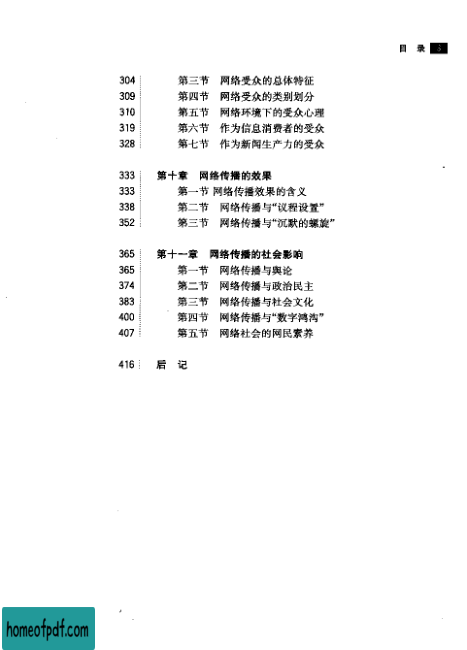 目 录
304 第三节 网络受众的总体特征
309 第四节 网络受众的类别划分
310 第五节 网络环境下的受众心理
319 第六节 作为信息消费者的受众
328 第七节 作为新闻生产力的受众
333 第十章 网络传播的效果
333 第一节 网络传播效果的含义
338 第二节 网络传播与“议程设置”
352 第三节 网络传播与“沉默的螺旋”
365 第十一章 网络传播的社会影响
365 第一节 网络传播与舆论
374 第二节 网络传播与政治民主
383 第三节 网络传播与社会文化
400 第四节 网络传播与“数字鸿沟”
407 第五节 网络社会的网民素养
416 后 记
homeofpdf.com